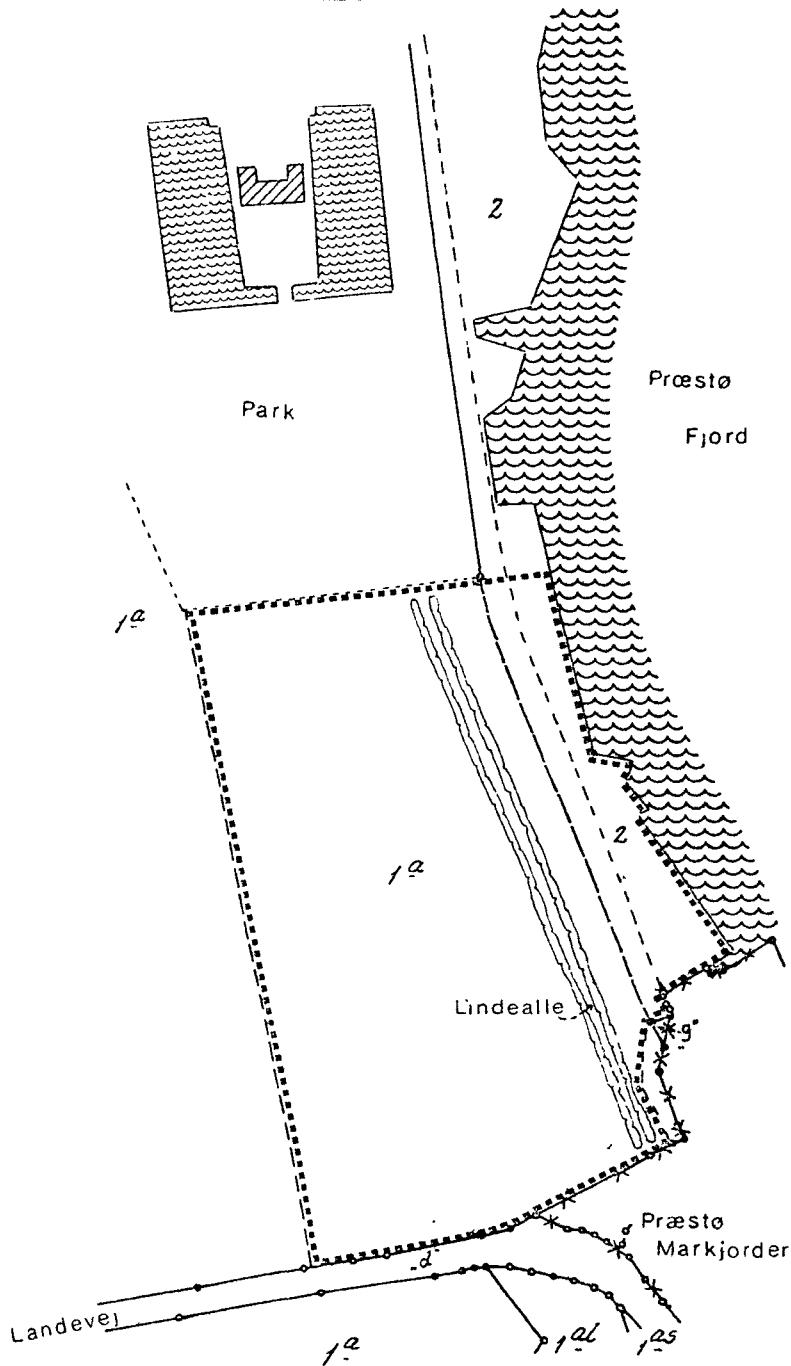 2
Præstø
Fjord
Park
1a
1a
2
Lindealle
"g"
Præstø
Markjorder
"d"
Landevej
1a
1al
1as